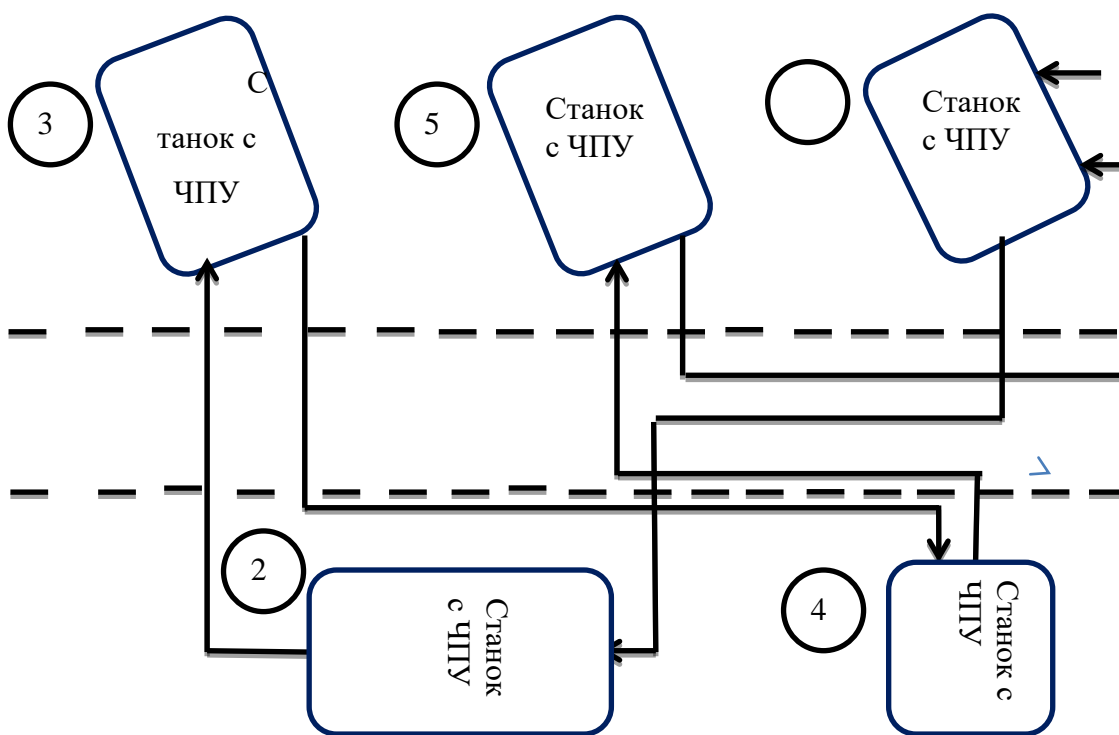 3
С
танок с
ЧПУ
5
Станок
с ЧПУ
Станок
с ЧПУ
2
Станок
с ЧПУ
4
Станок с
ЧПУ